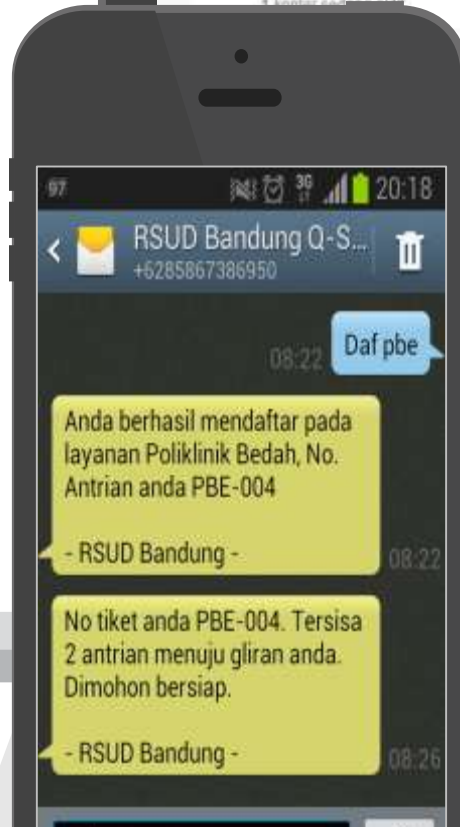 97
3G
20:18
RSUD Bandung Q-S...
+6285867386950
Daf pbe
08:22
Anda berhasil mendaftar pada
layanan Poliklinik Bedah, No.
Antrian anda PBE-004
- RSUD Bandung -
08:22
No tiket anda PBE-004. Tersisa
2 antrian menuju gliran anda.
Dimohon bersiap.
- RSUD Bandung -
08:26